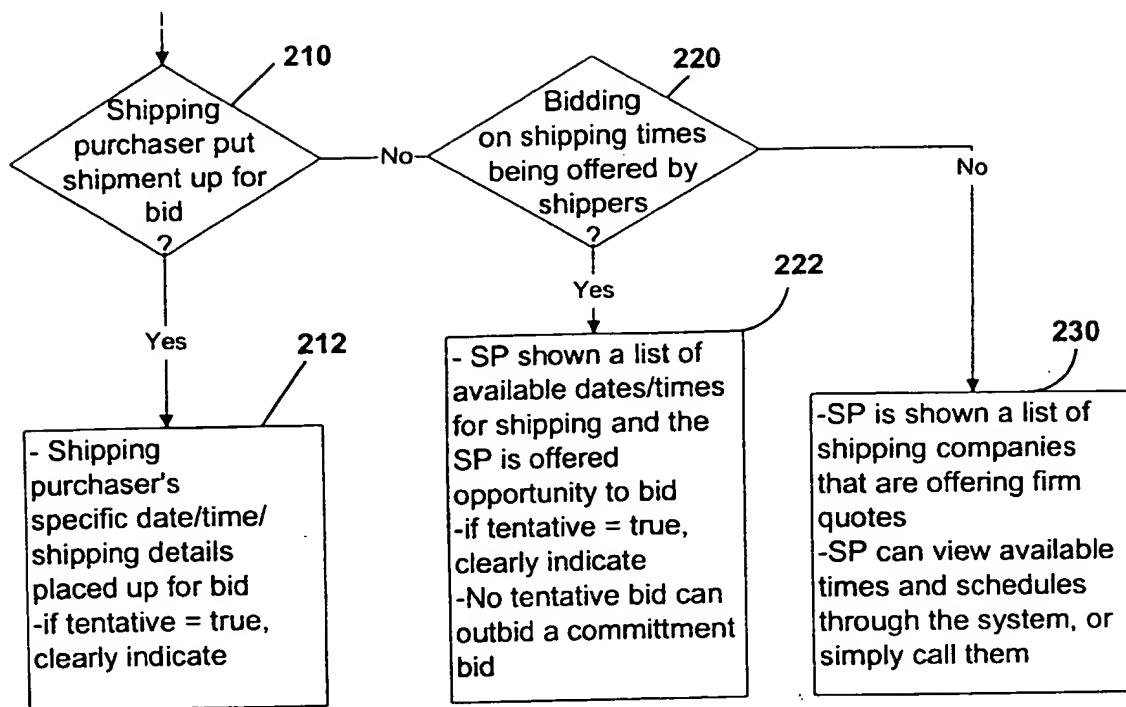 210
Shipping
purchaser put
shipment up for
bid
?
No
220
Bidding
on shipping times
being offered by
shippers
?
No
Yes
212
- Shipping
purchaser's
specific date/time/
shipping details
placed up for bid
-if tentative = true,
clearly indicate
Yes
222
- SP shown a list of
available dates/times
for shipping and the
SP is offered
opportunity to bid
-if tentative = true,
clearly indicate
-No tentative bid can
outbid a committment
bid
230
-SP is shown a list of
shipping companies
that are offering firm
quotes
-SP can view available
times and schedules
through the system, or
simply call them